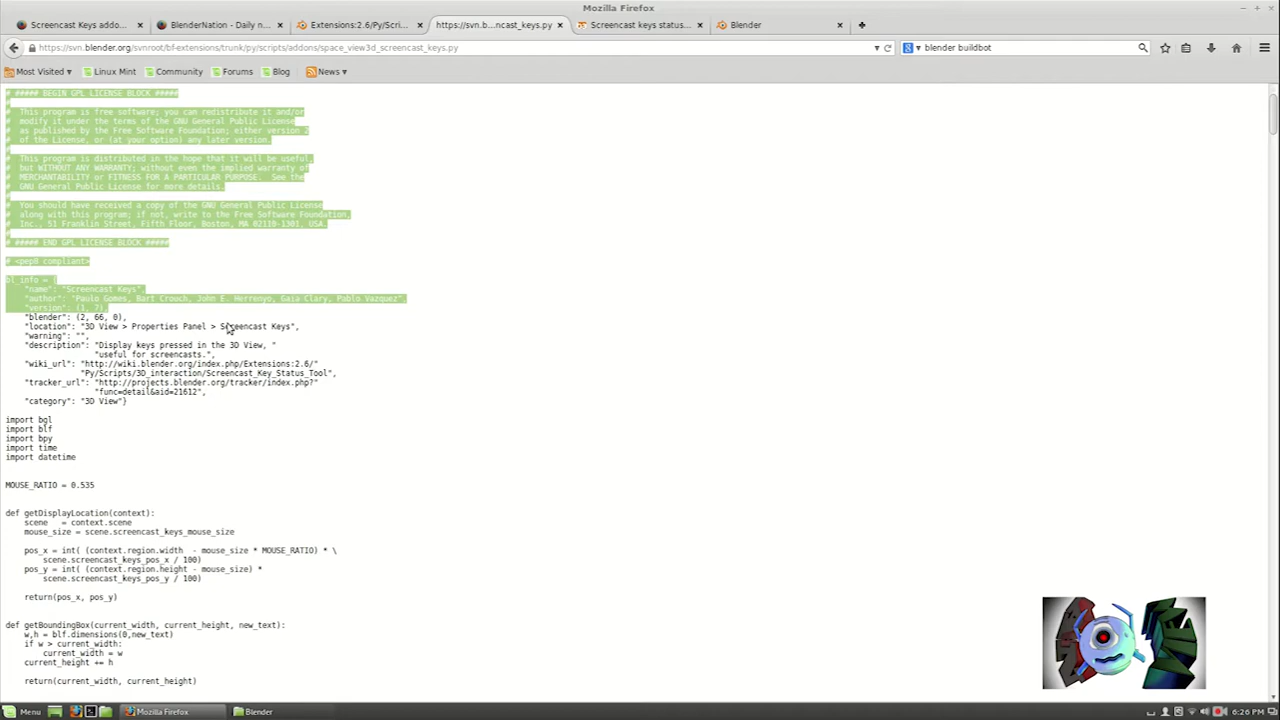 Mozilla Firefox
Screencast Keys addo...
BlenderNation - Daily n...
Extensions:2.6/Py/Scri...
https://svn.b...ncast_keys.py
Screencast keys status...
Blender
https://svn.blender.org/svnroot/bf-extensions/trunk/py/scripts/addons/space_view3d_screencast_keys.py
blender buildbot
Most Visited
Linux Mint
Community
Forums
Blog
News
# ##### BEGIN GPL LICENSE BLOCK #####
#
#  This program is free software; you can redistribute it and/or
#  modify it under the terms of the GNU General Public License
#  as published by the Free Software Foundation; either version 2
#  of the License, or (at your option) any later version.
#
#  This program is distributed in the hope that it will be useful,
#  but WITHOUT ANY WARRANTY; without even the implied warranty of
#  MERCHANTABILITY or FITNESS FOR A PARTICULAR PURPOSE.  See the
#  GNU General Public License for more details.
#
#  You should have received a copy of the GNU General Public License
#  along with this program; if not, write to the Free Software Foundation,
#  Inc., 51 Franklin Street, Fifth Floor, Boston, MA 02110-1301, USA.
#
# ##### END GPL LICENSE BLOCK #####
# <pep8 compliant>
bl_info = {
"name": "Screencast Keys",
"author": "Paulo Gomes, Bart Crouch, John E. Herrenyo, Gaia Clary, Pablo Vazquez",
"version": (1, 7),
"blender": (2, 66, 0),
"location": "3D View > Properties Panel > Screencast Keys",
"warning": "",
"description": "Display keys pressed in the 3D View, "
"useful for screencasts.",
"wiki_url": "http://wiki.blender.org/index.php/Extensions:2.6/"
"Py/Scripts/3D_interaction/Screencast_Key_Status_Tool",
"tracker_url": "http://projects.blender.org/tracker/index.php?"
"func=detail&aid=21612",
"category": "3D View"}
import bgl
import blf
import bpy
import time
import datetime
MOUSE_RATIO = 0.535
def getDisplayLocation(context):
scene   = context.scene
mouse_size = scene.screencast_keys_mouse_size
pos_x = int( (context.region.width  - mouse_size * MOUSE_RATIO) * \
scene.screencast_keys_pos_x / 100)
pos_y = int( (context.region.height - mouse_size) *
scene.screencast_keys_pos_y / 100)
return(pos_x, pos_y)
def getBoundingBox(current_width, current_height, new_text):
w,h = blf.dimensions(0,new_text)
if w > current_width:
current_width = w
current_height += h
return(current_width, current_height)
Menu
Mozilla Firefox
Blender
6:26 PM